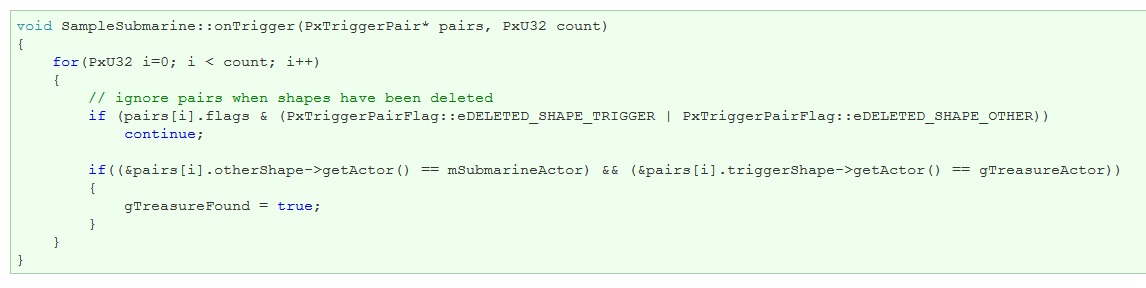 void SampleSubmarine::onTrigger(PxTriggerPair* pairs, PxU32 count)
{
    for(PxU32 i=0; i < count; i++)
    {
        // ignore pairs when shapes have been deleted
        if (pairs[i].flags & (PxTriggerPairFlag::eDELETED_SHAPE_TRIGGER | PxTriggerPairFlag::eDELETED_SHAPE_OTHER))
            continue;

        if((&pairs[i].otherShape->getActor() == mSubmarineActor) && (&pairs[i].triggerShape->getActor() == gTreasureActor))
        {
            gTreasureFound = true;
        }
    }
}